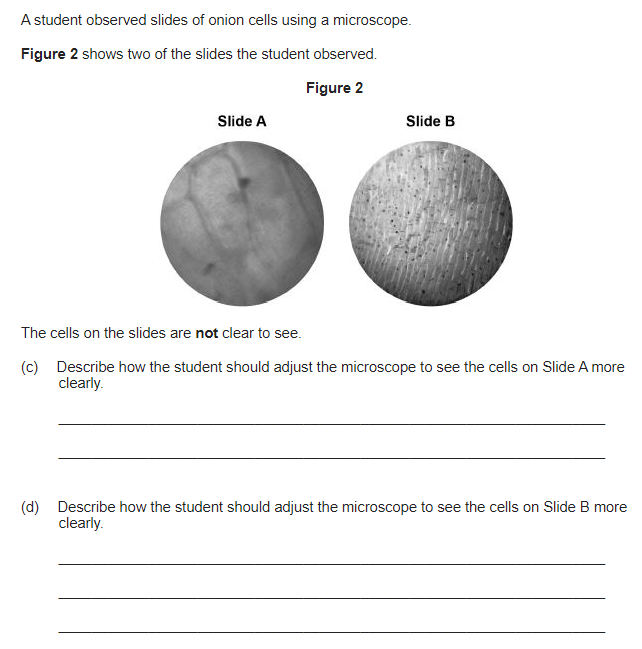 A student observed slides of onion cells using a microscope.
Figure 2 shows two of the slides the student observed.
Figure 2
Slide A
Slide B
The cells on the slides are not clear to see.
(c) Describe how the student should adjust the microscope to see the cells on Slide A more
clearly.
(d) Describe how the student should adjust the microscope to see the cells on Slide B more
clearly.